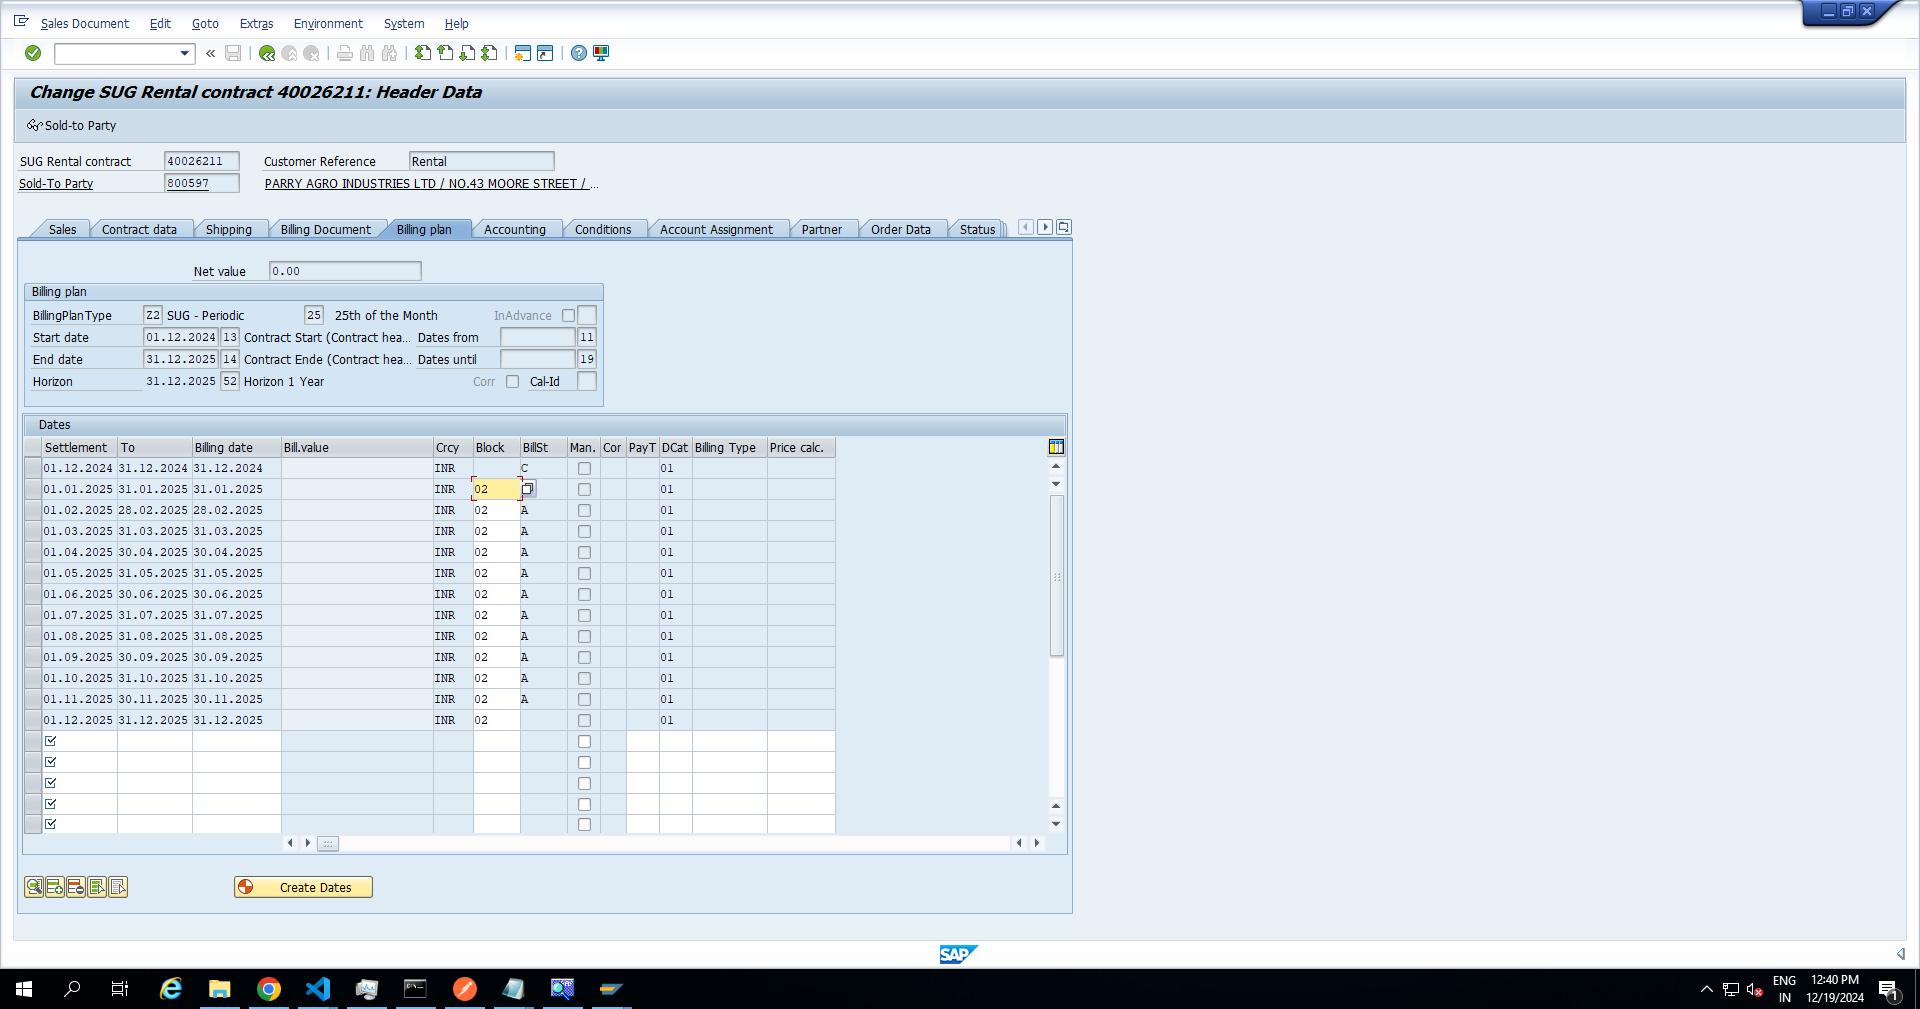 Sales Document Edit Goto Extras Environment System Help
Change SUG Rental contract 40026211: Header Data
Sold-to Party
SUG Rental contract 40026211 Customer Reference Rental
Sold-To Party 800597 PARRY AGRO INDUSTRIES LTD / NO.43 MOORE STREET / ...
Sales Contract data Shipping Billing Document Billing plan Accounting Conditions Account Assignment Partner Order Data Status
Net value 0.00
Billing plan
BillingPlanType Z2 SUG - Periodic 25 25th of the Month InAdvance
Start date 01.12.2024 13 Contract Start (Contract hea... Dates from 11
End date 31.12.2025 14 Contract Ende (Contract hea... Dates until 19
Horizon 31.12.2025 52 Horizon 1 Year Corr Cal-Id
Dates
Settlement To Billing date Bill.value Crcy Block BillSt Man. Cor PayT DCat Billing Type Price calc.
01.12.2024 31.12.2024 31.12.2024 INR C 01
01.01.2025 31.01.2025 31.01.2025 INR 02 01
01.02.2025 28.02.2025 28.02.2025 INR 02 A 01
01.03.2025 31.03.2025 31.03.2025 INR 02 A 01
01.04.2025 30.04.2025 30.04.2025 INR 02 A 01
01.05.2025 31.05.2025 31.05.2025 INR 02 A 01
01.06.2025 30.06.2025 30.06.2025 INR 02 A 01
01.07.2025 31.07.2025 31.07.2025 INR 02 A 01
01.08.2025 31.08.2025 31.08.2025 INR 02 A 01
01.09.2025 30.09.2025 30.09.2025 INR 02 A 01
01.10.2025 31.10.2025 31.10.2025 INR 02 A 01
01.11.2025 30.11.2025 30.11.2025 INR 02 A 01
01.12.2025 31.12.2025 31.12.2025 INR 02 01
Create Dates
SAP
ENG 12:40 PM
IN 12/19/2024
1